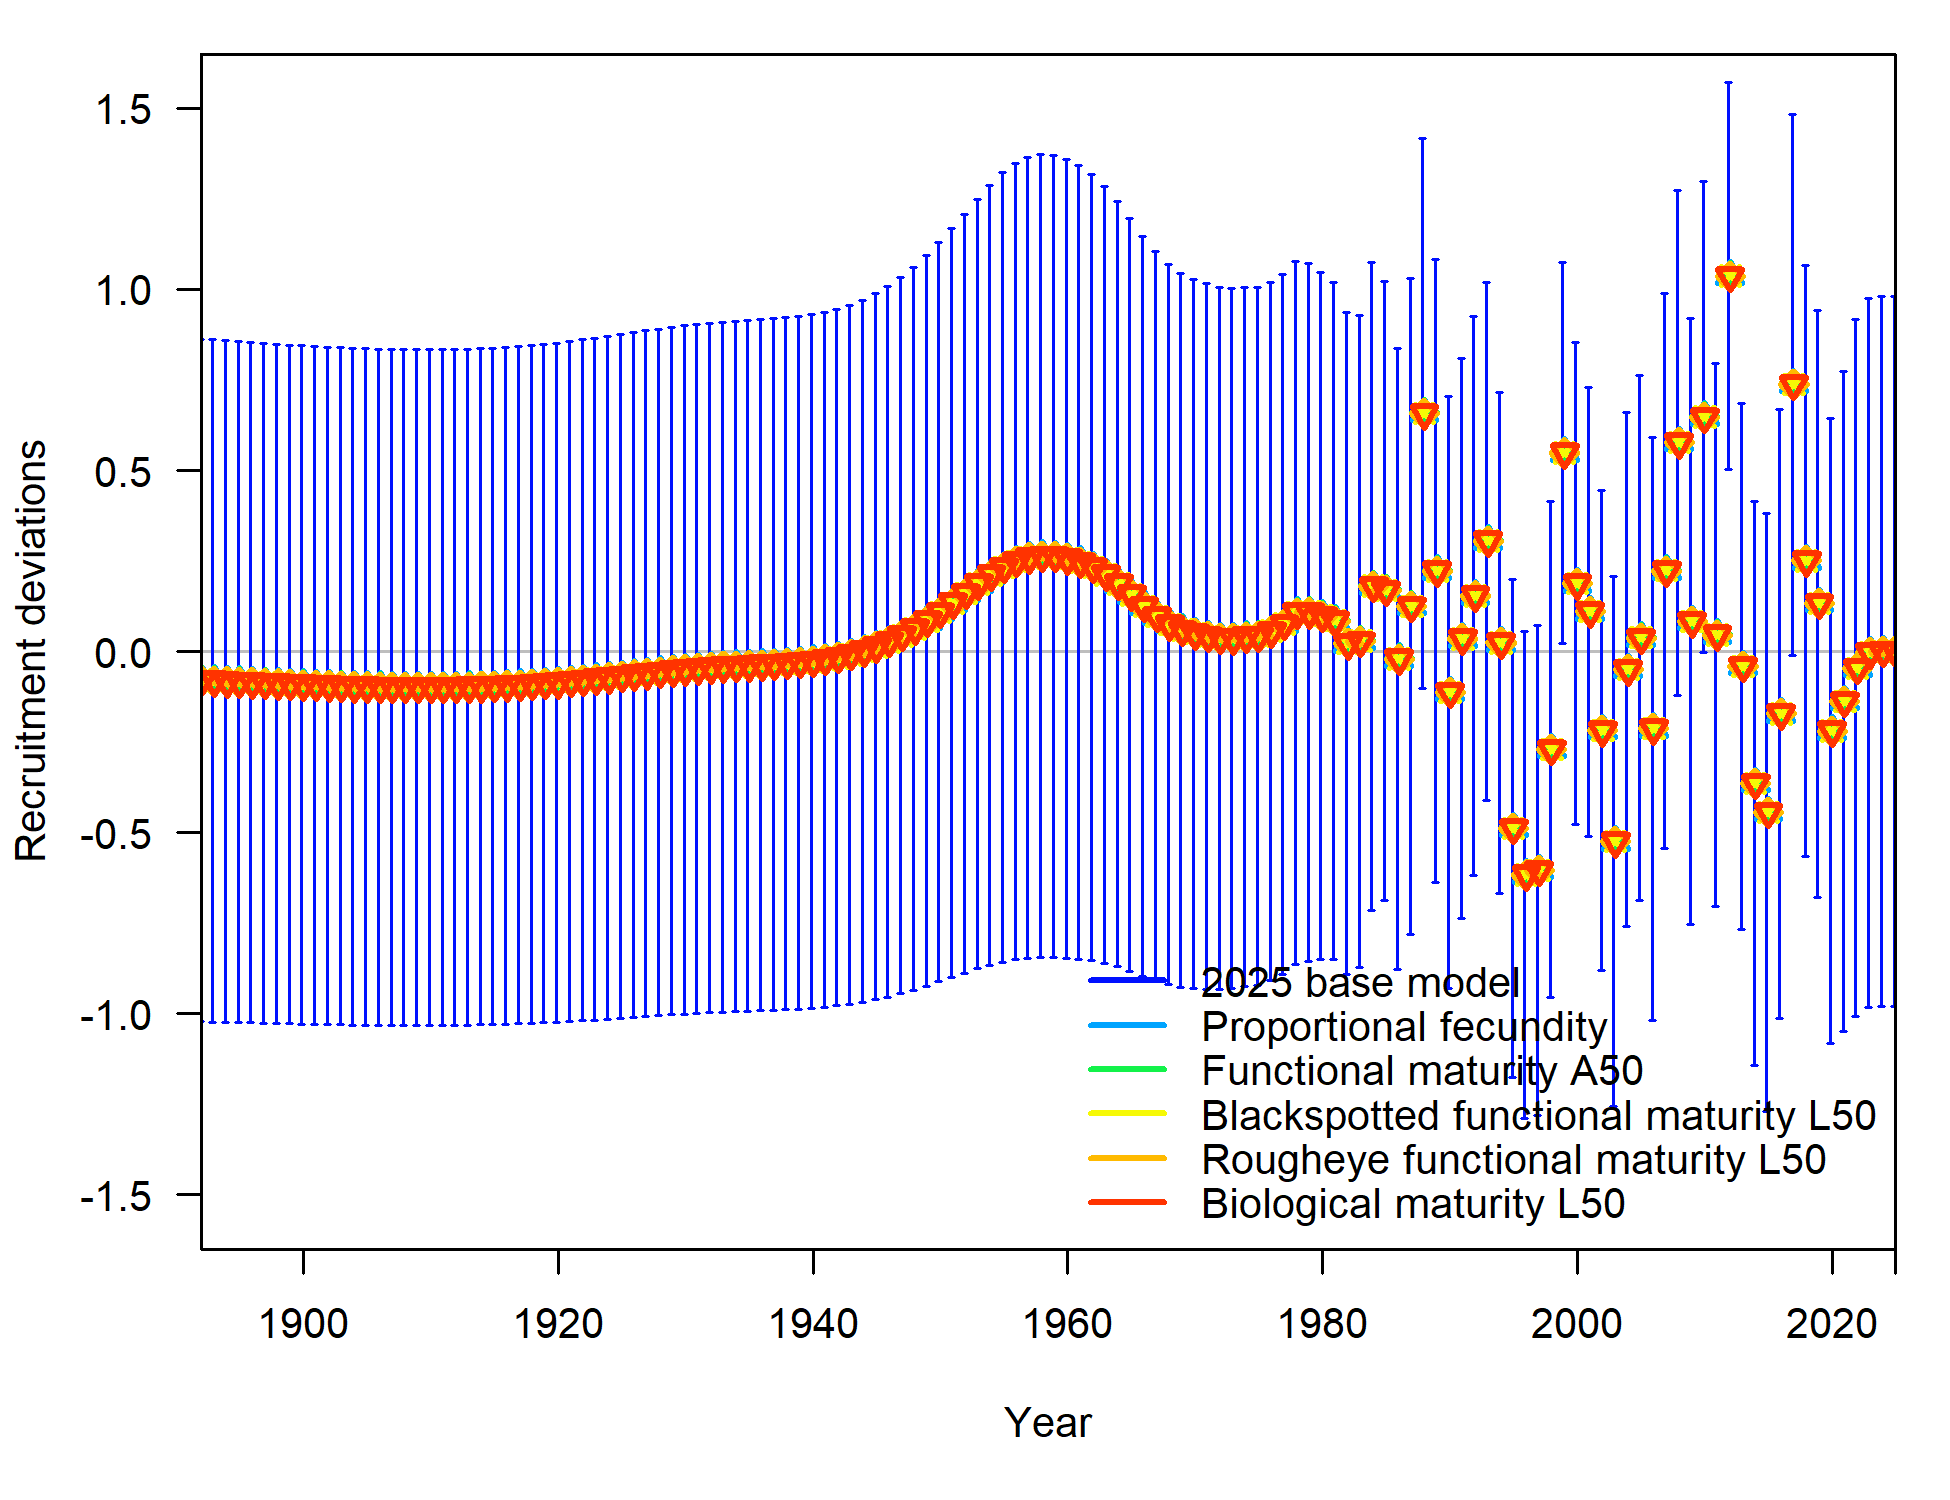 1.5
1.0
0.5
0.0
-0.5
-1.0
-1.5
Recruitment deviations
2025 base model
Proportional fecundity
Functional maturity A50
Blackspotted functional maturity L50
Rougheye functional maturity L50
Biological maturity L50
1900 1920 1940 1960 1980 2000 2020
Year